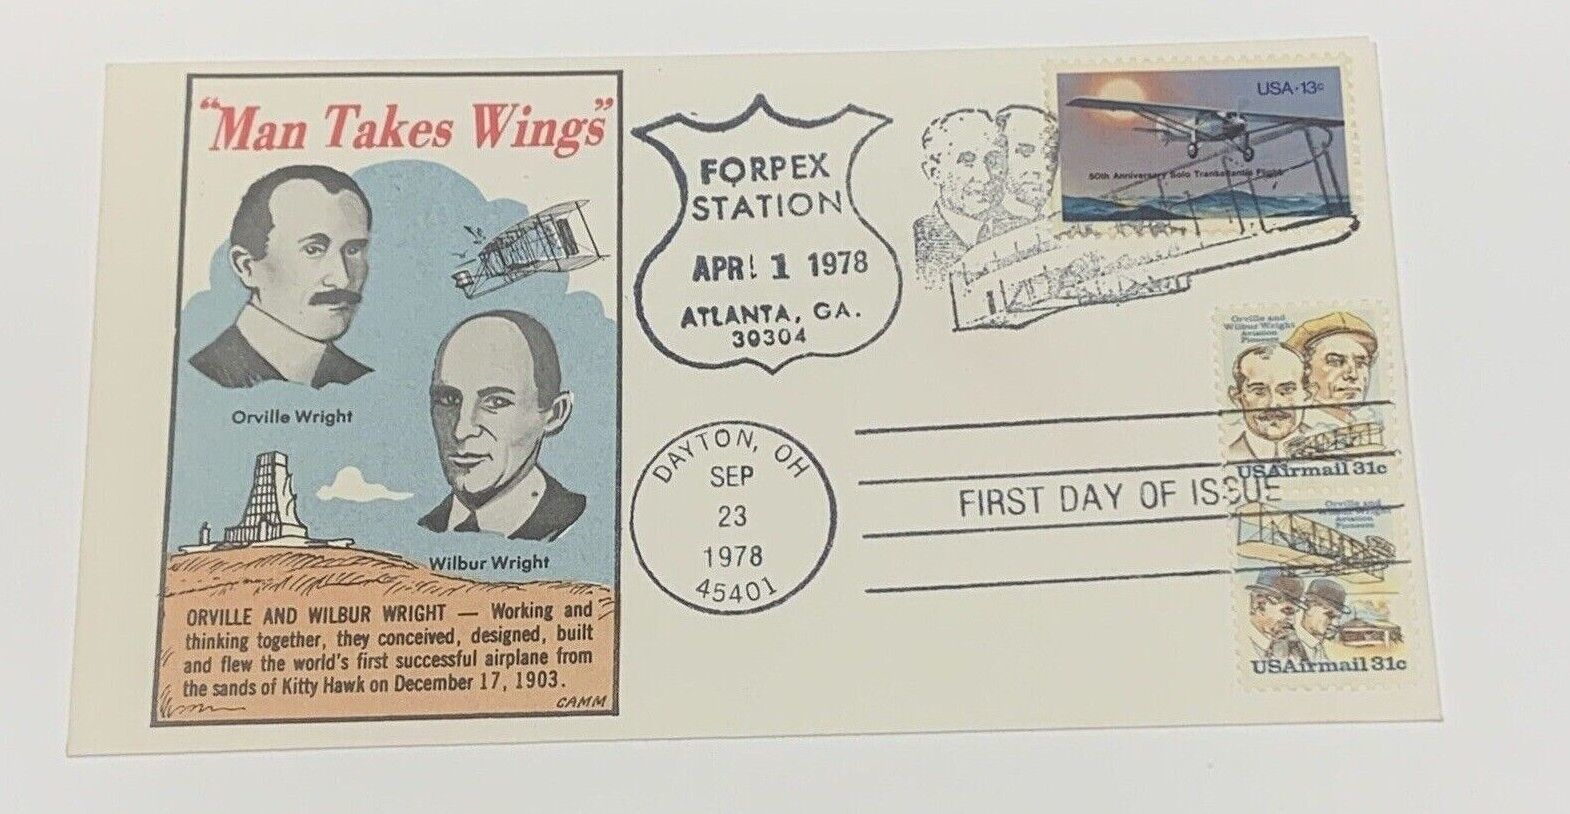 "Man Takes Wings"
Orville Wright
Wilbur Wright
ORVILLE AND WILBUR WRIGHT — Working and
thinking together, they conceived, designed, built
and flew the world's first successful airplane from
the sands of Kitty Hawk on December 17, 1903.
CAMM
FORPEX
STATION
APR 1 1978
ATLANTA, GA.
30304
USA·13c
50th Anniversary Solo Transatlantic Flight
DAYTON, OH
SEP
23
1978
45401
FIRST DAY OF ISSUE
Orville and
Wilbur Wright
Aviation
Pioneers
USAirmail 31c
Orville and
Wilbur Wright
Aviation
Pioneers
USAirmail 31c